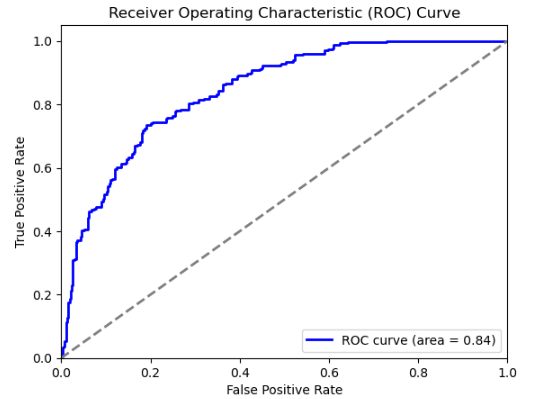 Receiver Operating Characteristic (ROC) Curve
True Positive Rate
1.0
0.8
0.6
0.4
0.2
0.0
ROC curve (area = 0.84)
0.0 0.2 0.4 0.6 0.8 1.0
False Positive Rate